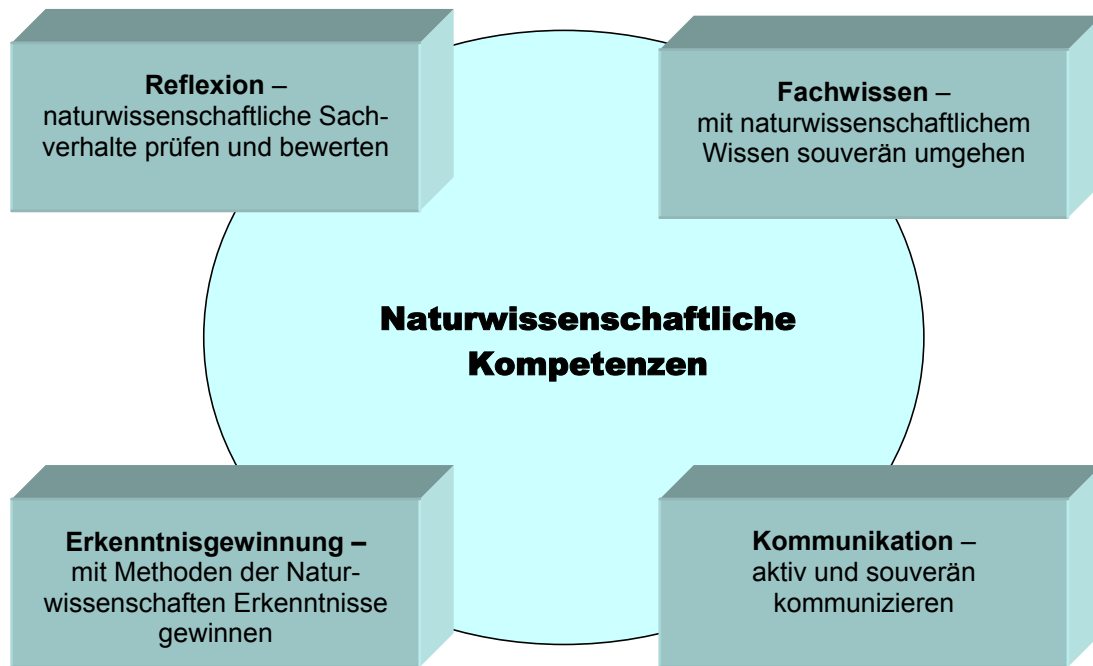 Reflexion –
naturwissenschaftliche Sach-
verhalte prüfen und bewerten
Fachwissen –
mit naturwissenschaftlichem
Wissen souverän umgehen
Naturwissenschaftliche
Kompetenzen
Erkenntnisgewinnung –
mit Methoden der Natur-
wissenschaften Erkenntnisse
gewinnen
Kommunikation –
aktiv und souverän
kommunizieren